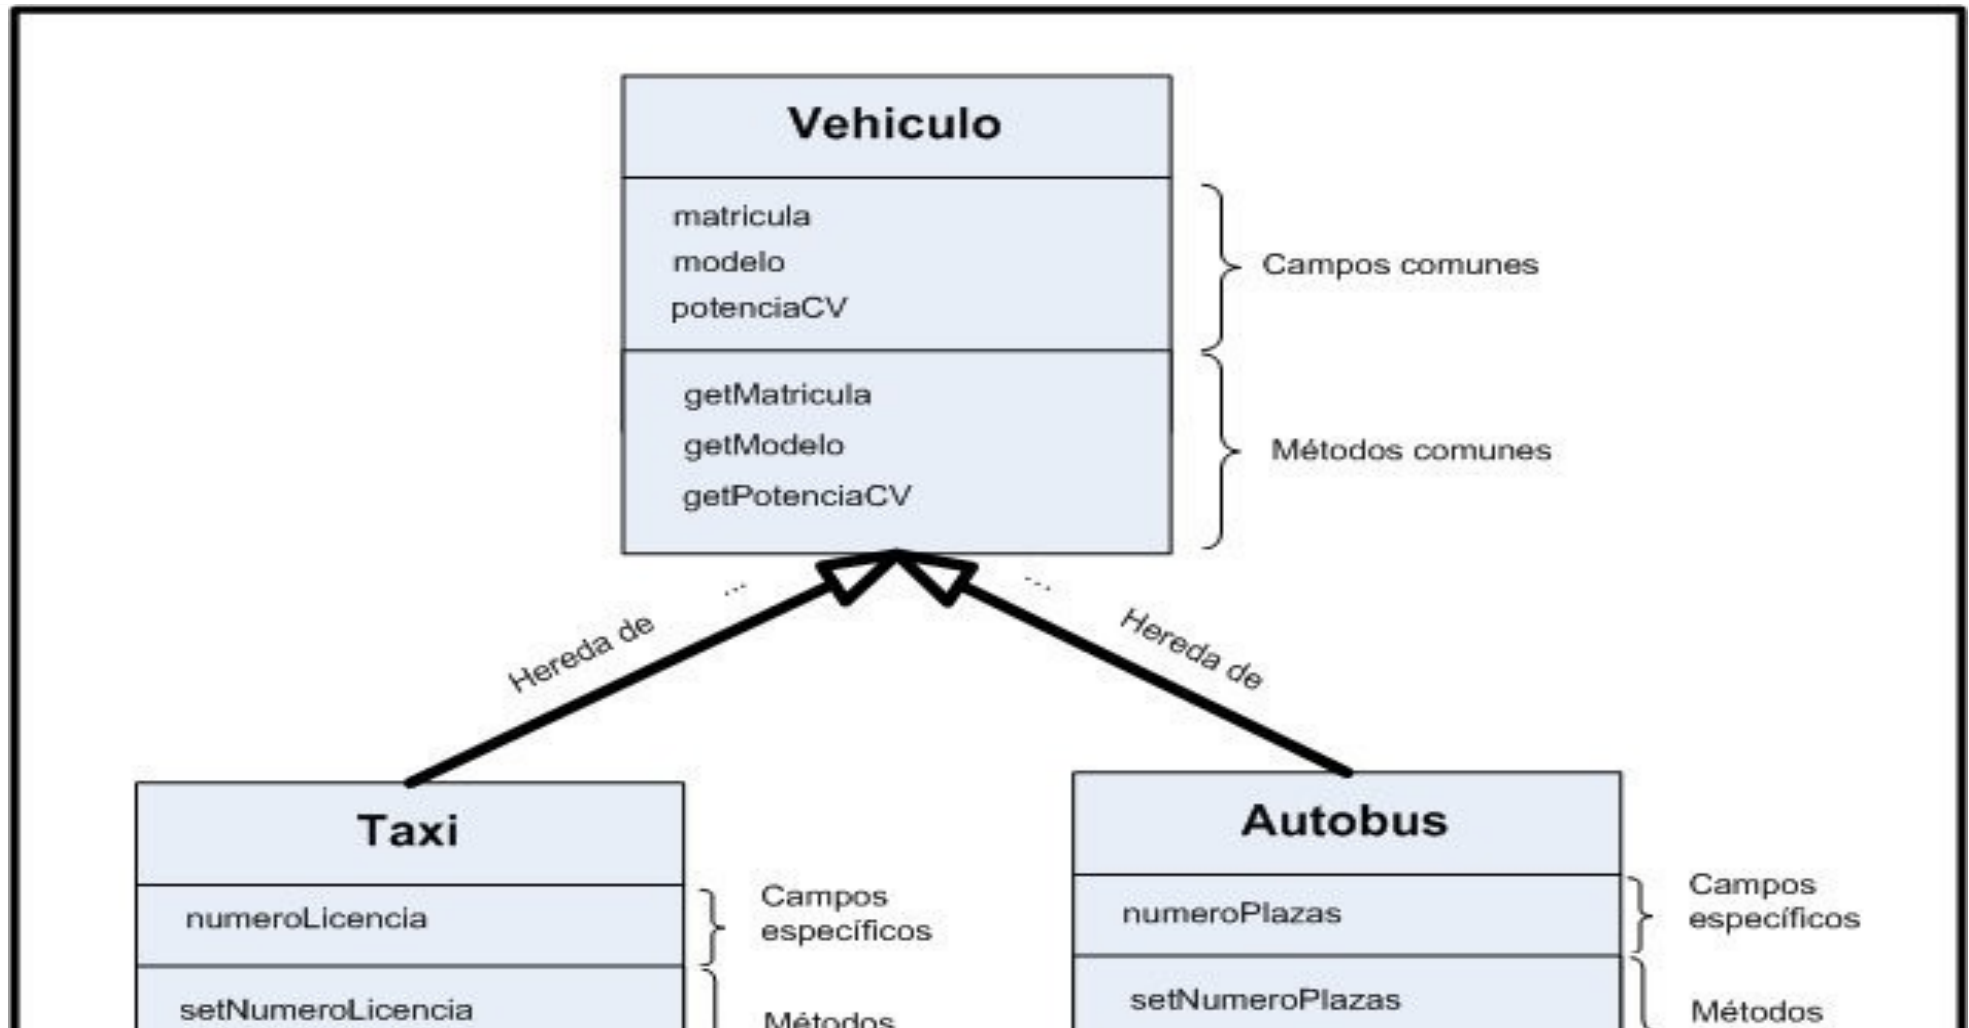 Vehiculo
matricula
modelo
potenciaCV
Campos comunes
getMatricula
getModelo
getPotenciaCV
Métodos comunes
...
...
Hereda de
Hereda de
Taxi
numeroLicencia
Campos
específicos
setNumeroLicencia
Métodos
Autobus
numeroPlazas
Campos
específicos
setNumeroPlazas
Métodos